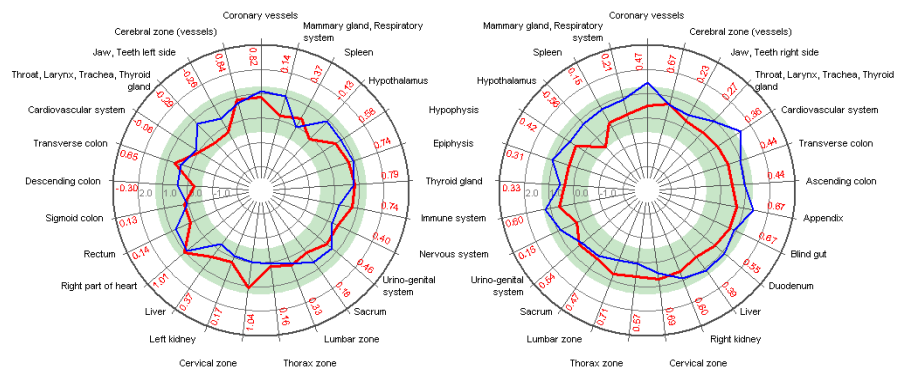 Coronary vessels
Cerebral zone (vessels)
Mammary gland, Respiratory
system
Jaw, Teeth left side
Spleen
Throat, Larynx, Trachea, Thyroid
gland
Hypothalamus
Cardiovascular system
Hypophysis
Transverse colon
Epiphysis
Descending colon
Thyroid gland
Sigmoid colon
Immune system
Rectum
Nervous system
Right part of heart
Urino-genital
system
Liver
Sacrum
Left kidney
Lumbar zone
Cervical zone
Thorax zone
0.82
0.14
0.37
-0.13
0.58
0.74
0.79
0.74
0.40
0.46
0.16
0.33
0.16
1.04
0.17
0.37
1.01
0.14
0.13
-0.30
0.65
-0.06
-0.29
-0.26
0.84
2.0
1.0
Coronary vessels
Mammary gland, Respiratory
system
Cerebral zone (vessels)
Spleen
Jaw, Teeth right side
Hypothalamus
Throat, Larynx, Trachea, Thyroid
gland
Cardiovascular system
Transverse colon
Ascending colon
Appendix
Blind gut
Urino-genital
system
Duodenum
Sacrum
Liver
Lumbar zone
Right kidney
Thorax zone
Cervical zone
0.47
0.67
0.23
0.27
0.36
0.44
0.44
0.67
0.67
0.55
0.39
0.60
0.69
0.57
0.71
0.47
0.54
0.15
0.60
0.33
0.31
0.42
-0.56
0.15
0.21
2.0
1.0